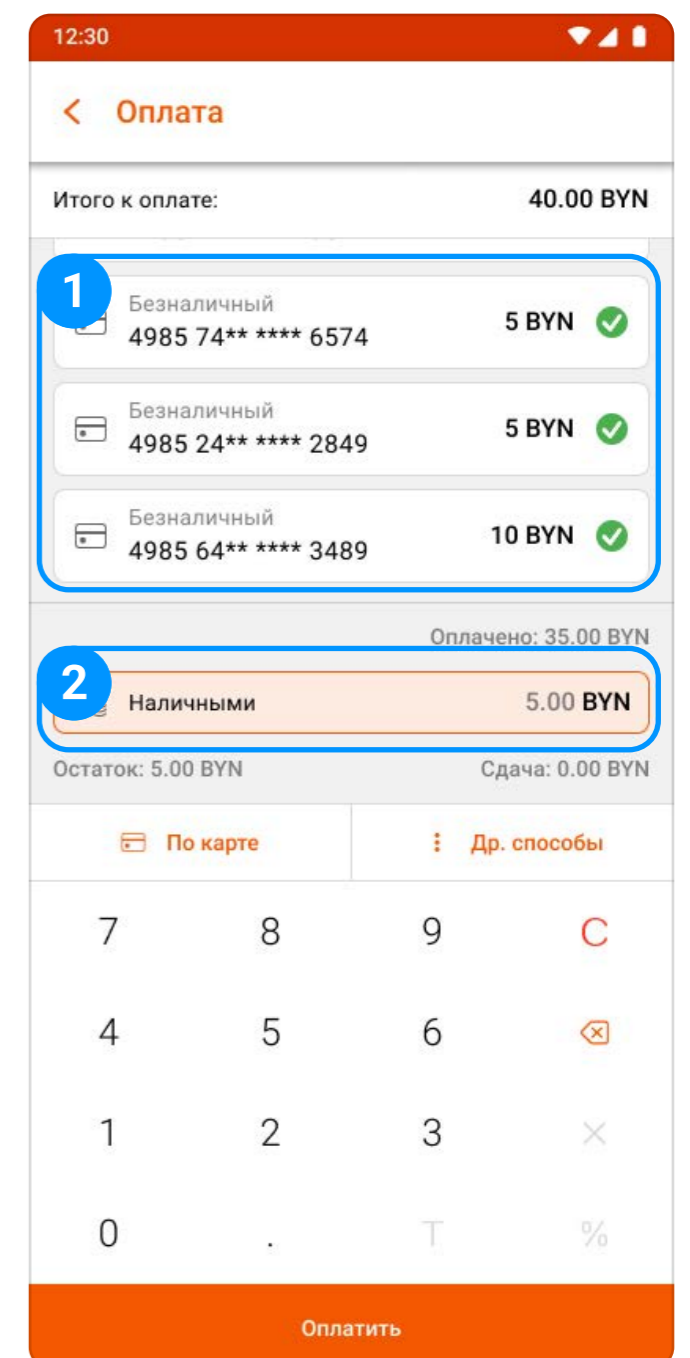 12:30
Оплата
Итого к оплате: 40.00 BYN
1
Безналичный
4985 74** **** 6574 5 BYN
Безналичный
4985 24** **** 2849 5 BYN
Безналичный
4985 64** **** 3489 10 BYN
Оплачено: 35.00 BYN
2
Наличными 5.00 BYN
Остаток: 5.00 BYN Сдача: 0.00 BYN
По карте Др. способы
7 8 9 C
4 5 6
1 2 3 ×
0 . T %
Оплатить